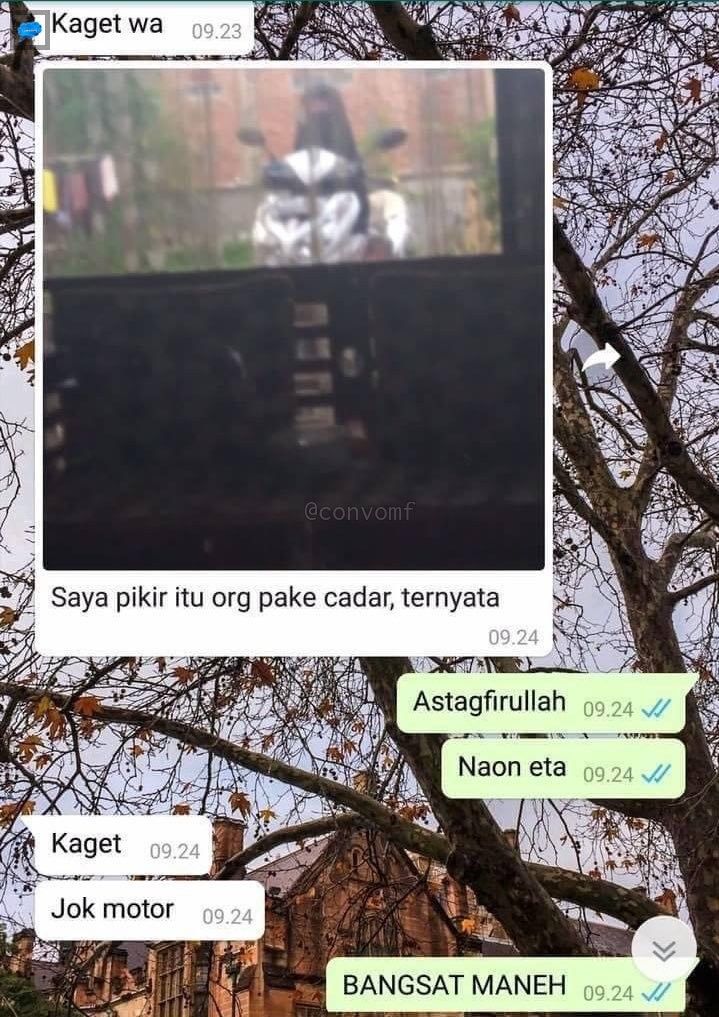 Kaget wa 09.23
@convomf
Saya pikir itu org pake cadar, ternyata
09.24
Astagfirullah 09.24
Naon eta 09.24
Kaget 09.24
Jok motor 09.24
BANGSAT MANEH 09.24